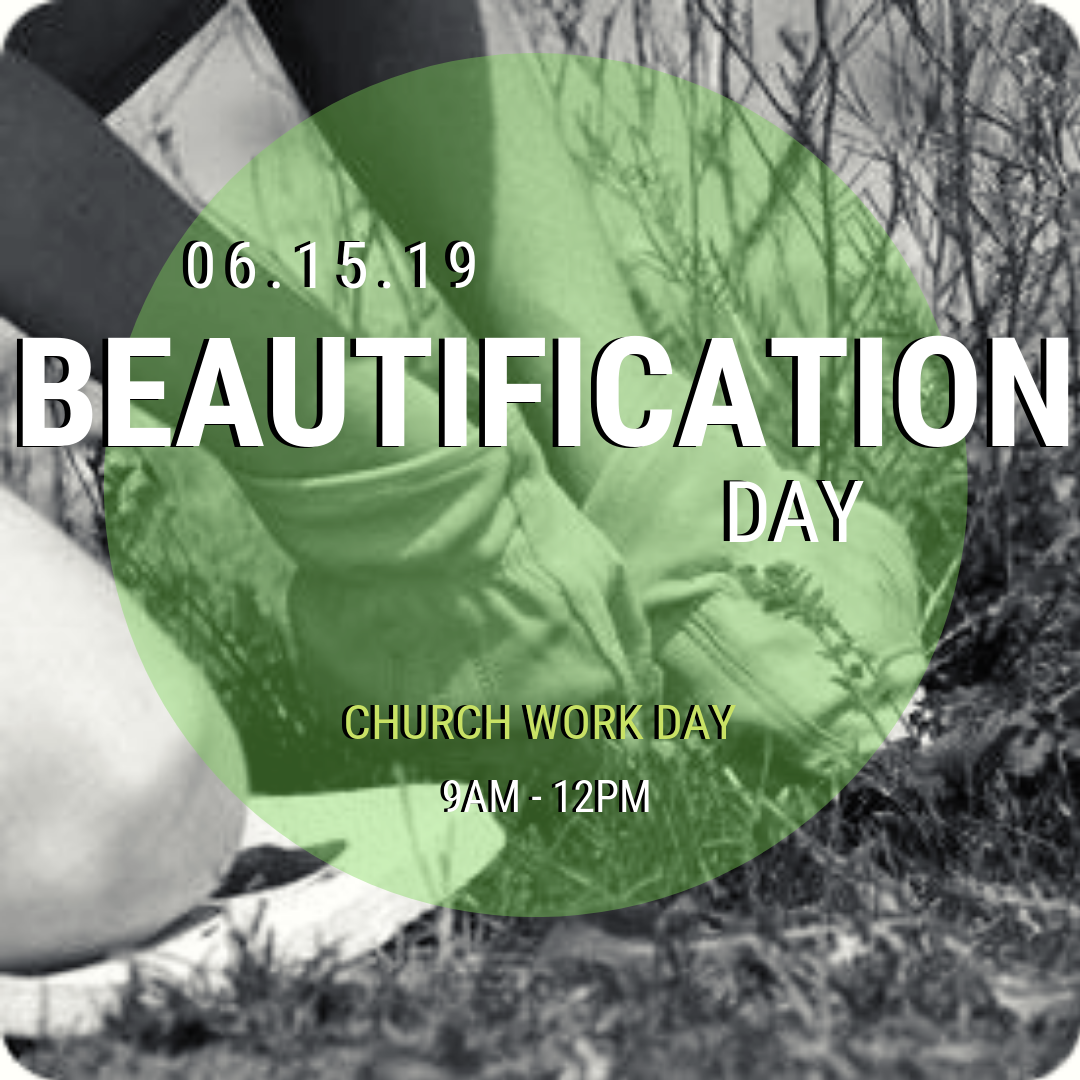 06.15.19
BEAUTIFICATION
DAY
CHURCH WORK DAY
9AM - 12PM